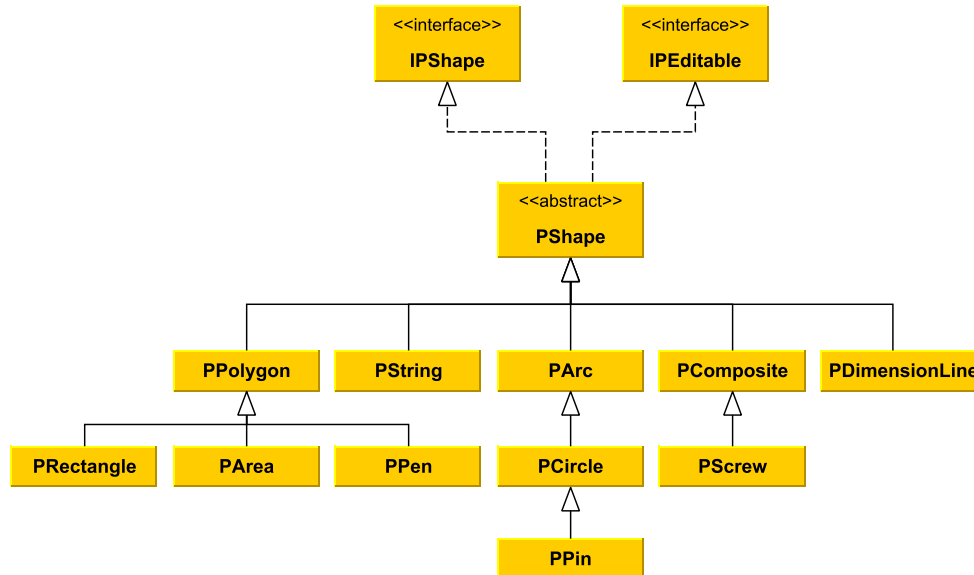 <<interface>>
IPShape
<<interface>>
IPEditable
<<abstract>>
PShape
PPolygon
PString
PArc
PComposite
PDimensionLine
PRectangle
PArea
PPen
PCircle
PScrew
PPin